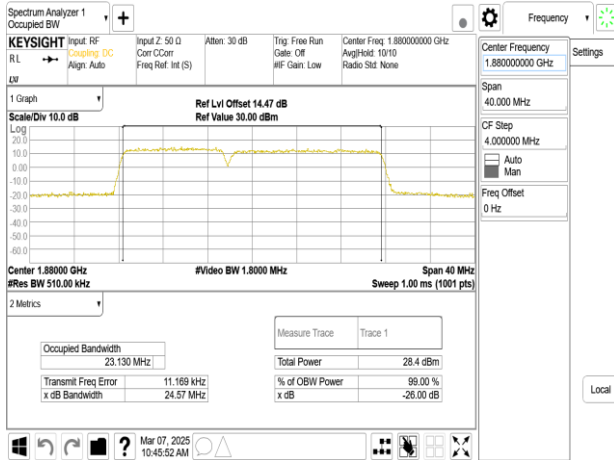 Spectrum Analyzer 1
Occupied BW
▼
+
Frequency
▼
KEYSIGHT
Input: RF
Input Z: 50 Ω
Atten: 30 dB
Trig: Free Run
Center Freq: 1.880000000 GHz
RL
Coupling: DC
Corr CCorr
Gate: Off
Avg|Hold: 10/10
Align: Auto
Freq Ref: Int (S)
#IF Gain: Low
Radio Std: None
LXI
Center Frequency
1.880000000 GHz
Settings
Span
40.000 MHz
CF Step
4.000000 MHz
Auto
Man
Freq Offset
0 Hz
Local
1 Graph
▼
Ref Lvl Offset 14.47 dB
Scale/Div 10.0 dB
Ref Value 30.00 dBm
Log
20.0
10.0
0.00
-10.0
-20.0
-30.0
-40.0
-50.0
-60.0
Center 1.88000 GHz
#Video BW 1.8000 MHz
Span 40 MHz
#Res BW 510.00 kHz
Sweep 1.00 ms (1001 pts)
2 Metrics
▼
Measure Trace
Trace 1
Occupied Bandwidth
23.130 MHz
Total Power
28.4 dBm
Transmit Freq Error
11.169 kHz
% of OBW Power
99.00 %
x dB Bandwidth
24.57 MHz
x dB
-26.00 dB
?
Mar 07, 2025
10:45:52 AM